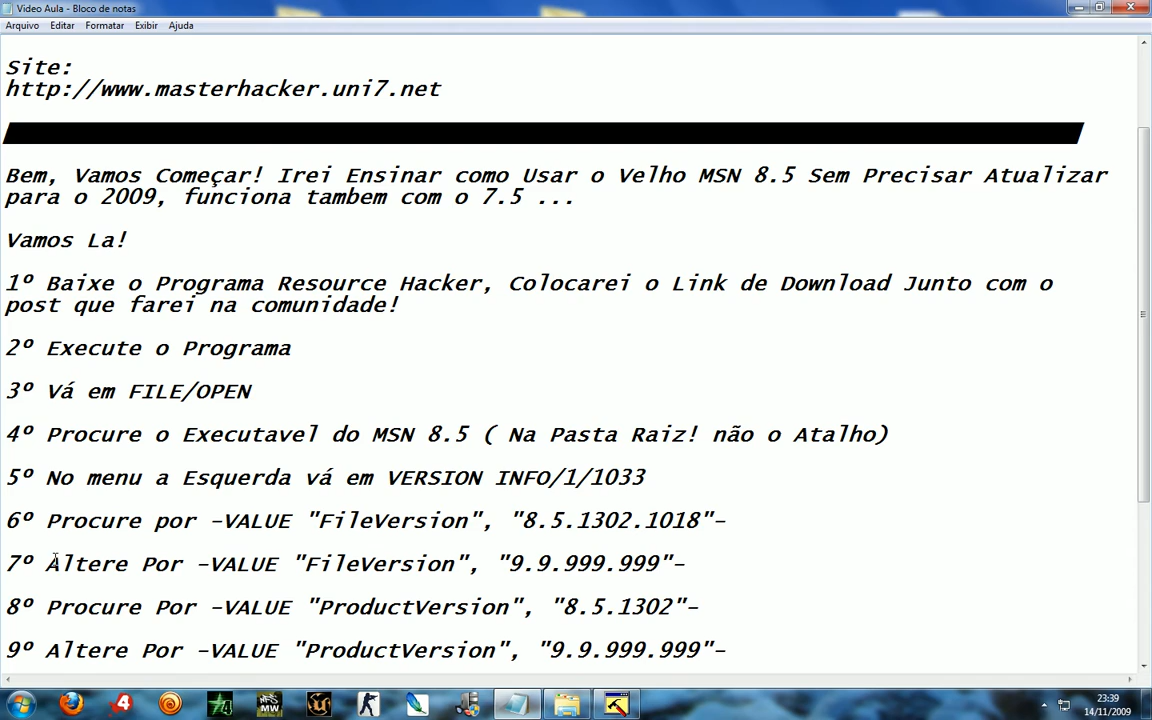 Video Aula - Bloco de notas
Arquivo Editar Formatar Exibir Ajuda
Site:
http://www.masterhacker.uni7.net
Bem, Vamos Começar! Irei Ensinar como Usar o Velho MSN 8.5 Sem Precisar Atualizar
para o 2009, funciona tambem com o 7.5 ...
Vamos La!
1º Baixe o Programa Resource Hacker, Colocarei o Link de Download Junto com o
post que farei na comunidade!
2º Execute o Programa
3º Vá em FILE/OPEN
4º Procure o Executavel do MSN 8.5 ( Na Pasta Raiz! não o Atalho)
5º No menu a Esquerda vá em VERSION INFO/1/1033
6º Procure por -VALUE "FileVersion", "8.5.1302.1018"-
7º Altere Por -VALUE "FileVersion", "9.9.999.999"-
8º Procure Por -VALUE "ProductVersion", "8.5.1302"-
9º Altere Por -VALUE "ProductVersion", "9.9.999.999"-
23:39
14/11/2009